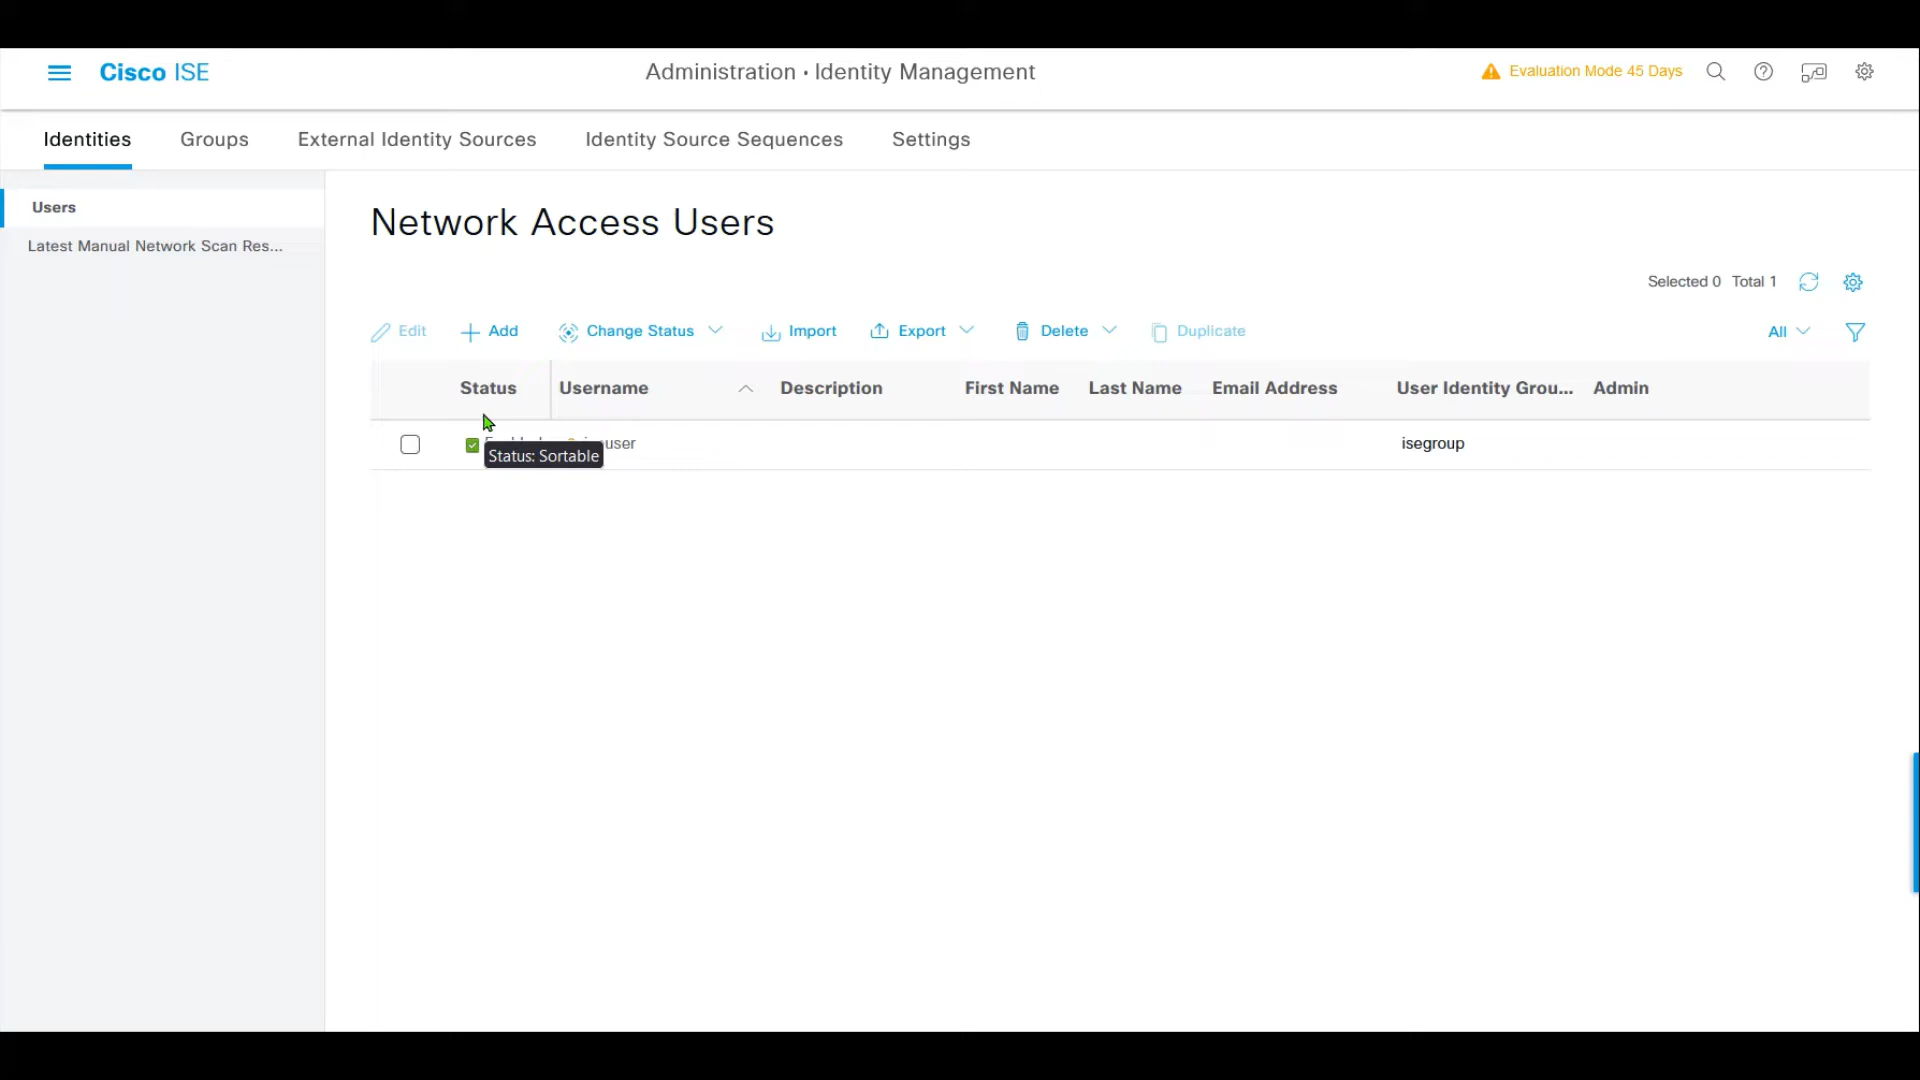 Cisco ISE
Administration · Identity Management
Evaluation Mode 45 Days
Identities
Groups
External Identity Sources
Identity Source Sequences
Settings
Users
Latest Manual Network Scan Res...
Network Access Users
Selected 0 Total 1
Edit
Add
Change Status
Import
Export
Delete
Duplicate
All
Status
Username
Description
First Name
Last Name
Email Address
User Identity Grou...
Admin
isegroup
Status: Sortable